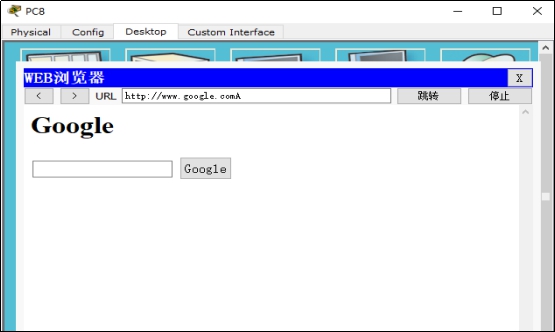 PC8
Physical Config Desktop Custom Interface
WEB浏览器 X
< > URL http://www.google.comA 跳转 停止
Google
Google